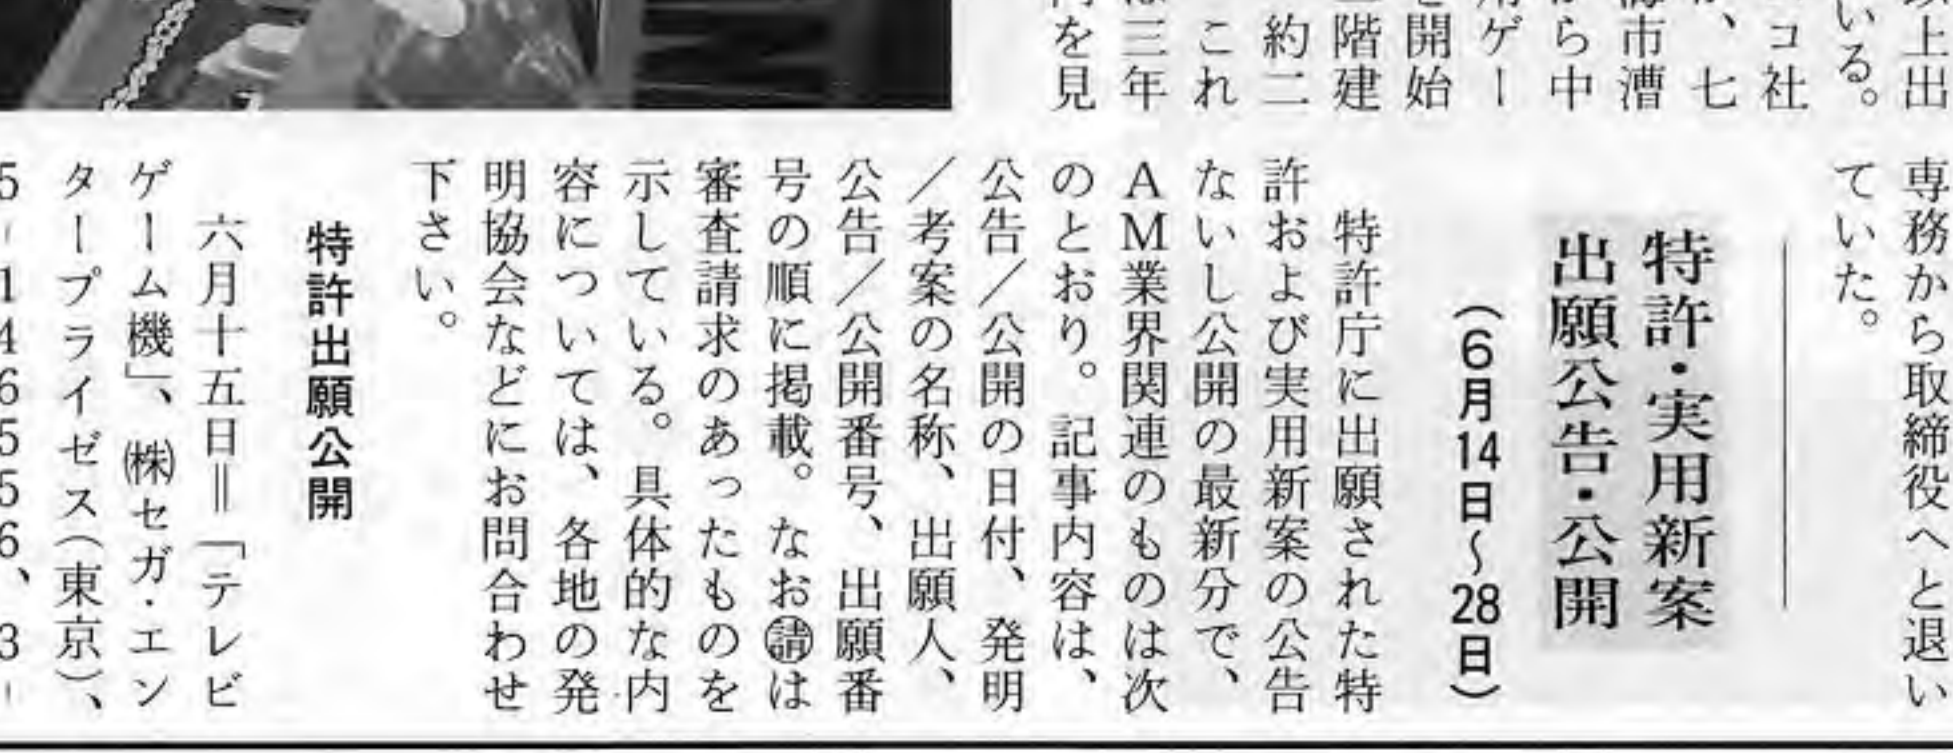 以上出
いる。
コ社
、七
海市漕
から中
用ゲー
を開始
階建
約二
これ
は三年
を見
専務から取締役へと退い
ていた。
特許・実用新案
出願公告・公開
（6月14日～28日）
特許庁に出願された特
許および実用新案の公告
ないし公開の最新分で、
AM業界関連のものは次
のとおり。記事内容は、
公告／公開の日付、発明
／考案の名称、出願人、
公告／公開番号、出願番
号の順に掲載。なお㊒は
審査請求のあったものを
示している。具体的な内
容については、各地の発
明協会などにお問合わせ
下さい。
特許出願公開
六月十五日＝「テレビ
ゲーム機」、㈱セガ・エン
タープライゼス（東京）、
5-146556、3-